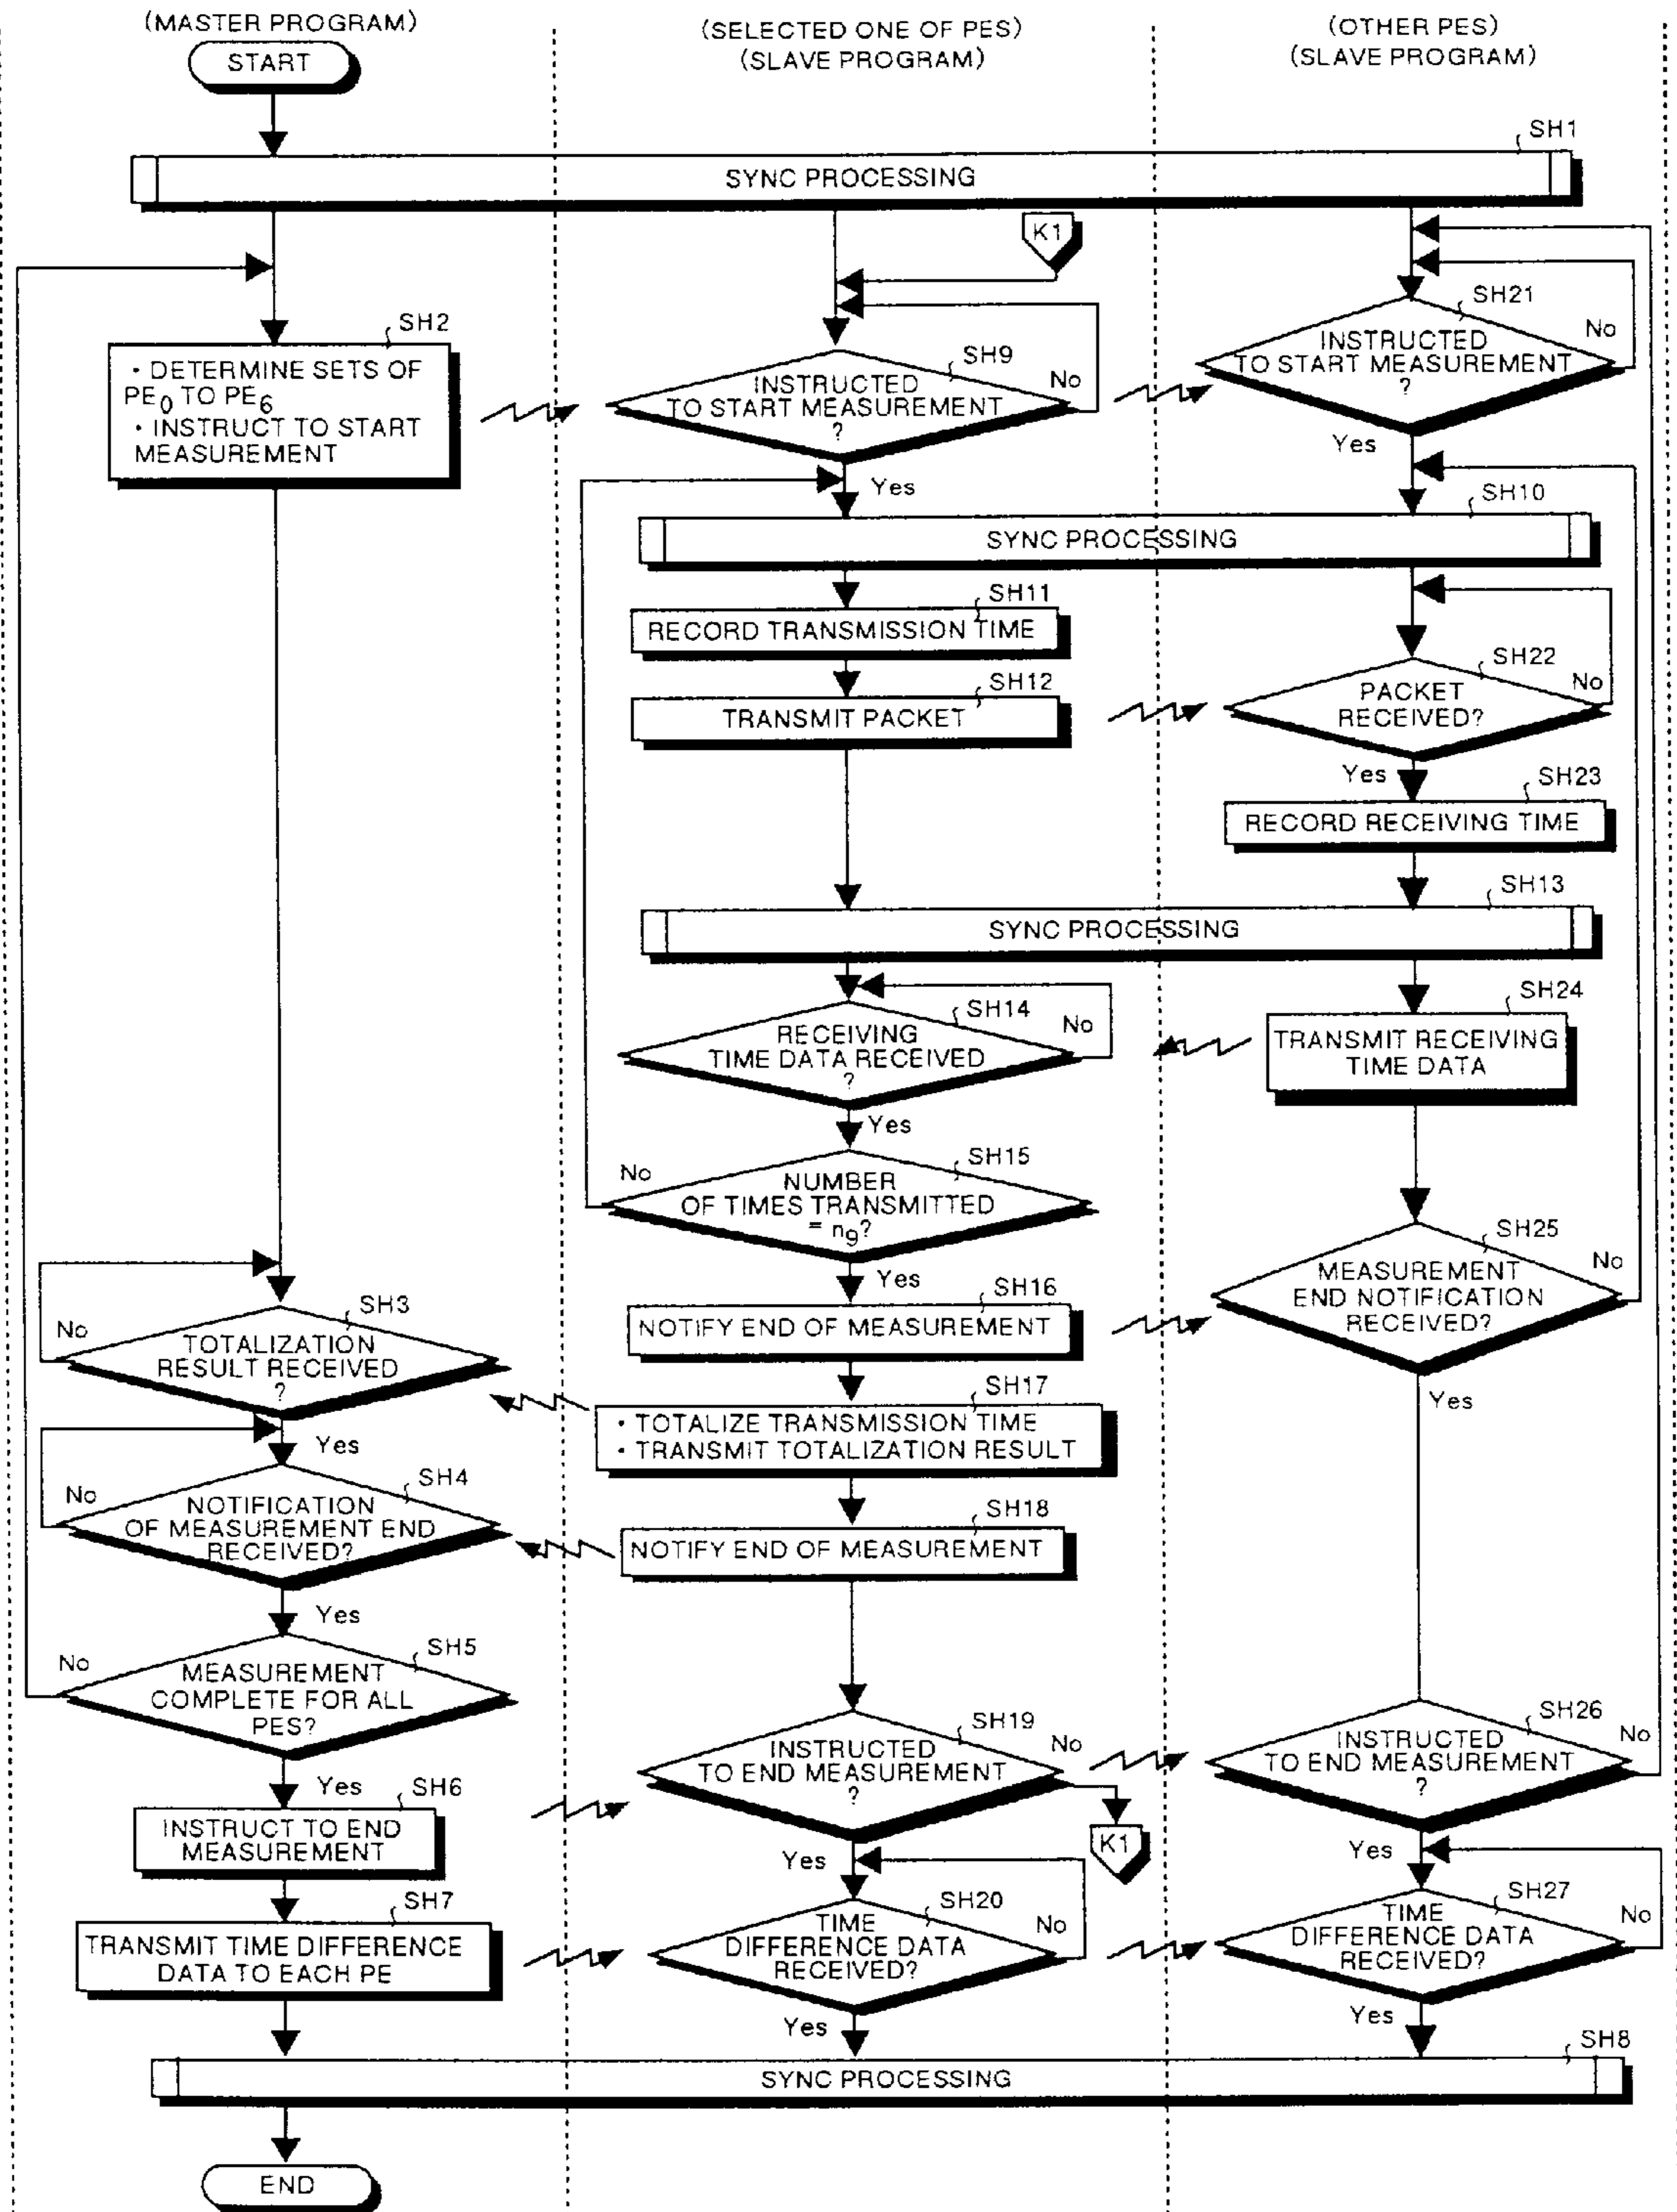 (MASTER PROGRAM)
(SELECTED ONE OF PES)
(SLAVE PROGRAM)
(OTHER PES)
(SLAVE PROGRAM)
START
SH1
SYNC PROCESSING
K1
SH2
• DETERMINE SETS OF
PE0 TO PE6
• INSTRUCT TO START
MEASUREMENT
SH9
INSTRUCTED
TO START MEASUREMENT
?
No
Yes
SH21
INSTRUCTED
TO START MEASUREMENT
?
No
Yes
SH10
SYNC PROCESSING
SH11
RECORD TRANSMISSION TIME
SH12
TRANSMIT PACKET
SH22
PACKET
RECEIVED?
No
Yes
SH23
RECORD RECEIVING TIME
SH13
SYNC PROCESSING
SH14
RECEIVING
TIME DATA RECEIVED
?
No
Yes
SH24
TRANSMIT RECEIVING
TIME DATA
SH15
NUMBER
OF TIMES TRANSMITTED
= n9?
No
Yes
SH25
MEASUREMENT
END NOTIFICATION
RECEIVED?
No
Yes
SH16
NOTIFY END OF MEASUREMENT
SH3
TOTALIZATION
RESULT RECEIVED
?
No
Yes
SH17
• TOTALIZE TRANSMISSION TIME
• TRANSMIT TOTALIZATION RESULT
SH4
NOTIFICATION
OF MEASUREMENT END
RECEIVED?
No
Yes
SH18
NOTIFY END OF MEASUREMENT
SH5
MEASUREMENT
COMPLETE FOR ALL
PES?
No
Yes
SH19
INSTRUCTED
TO END MEASUREMENT
?
No
K1
Yes
SH26
INSTRUCTED
TO END MEASUREMENT
?
No
Yes
SH6
INSTRUCT TO END
MEASUREMENT
SH7
TRANSMIT TIME DIFFERENCE
DATA TO EACH PE
SH20
TIME
DIFFERENCE DATA
RECEIVED?
No
Yes
SH27
TIME
DIFFERENCE DATA
RECEIVED?
No
Yes
SH8
SYNC PROCESSING
END